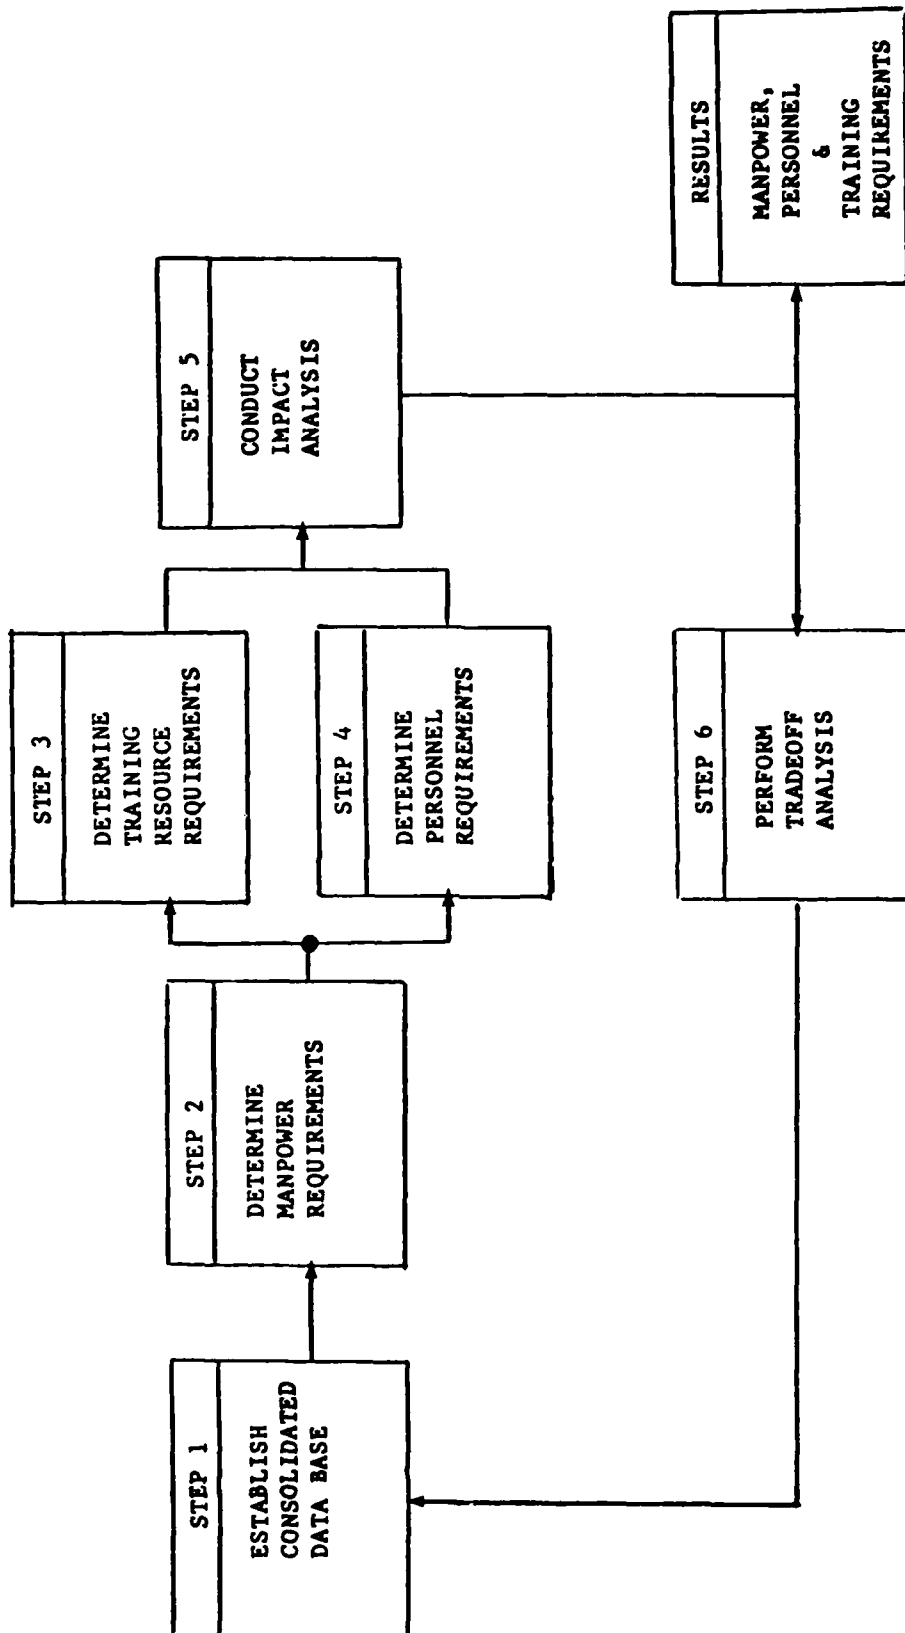 STEP 1
ESTABLISH
CONSOLIDATED
DATA BASE
STEP 2
DETERMINE
MANPOWER
REQUIREMENTS
STEP 3
DETERMINE
TRAINING
RESOURCE
REQUIREMENTS
STEP 4
DETERMINE
PERSONNEL
REQUIREMENTS
STEP 5
CONDUCT
IMPACT
ANALYSIS
STEP 6
PERFORM
TRADEOFF
ANALYSIS
RESULTS
MANPOWER,
PERSONNEL
&
TRAINING
REQUIREMENTS